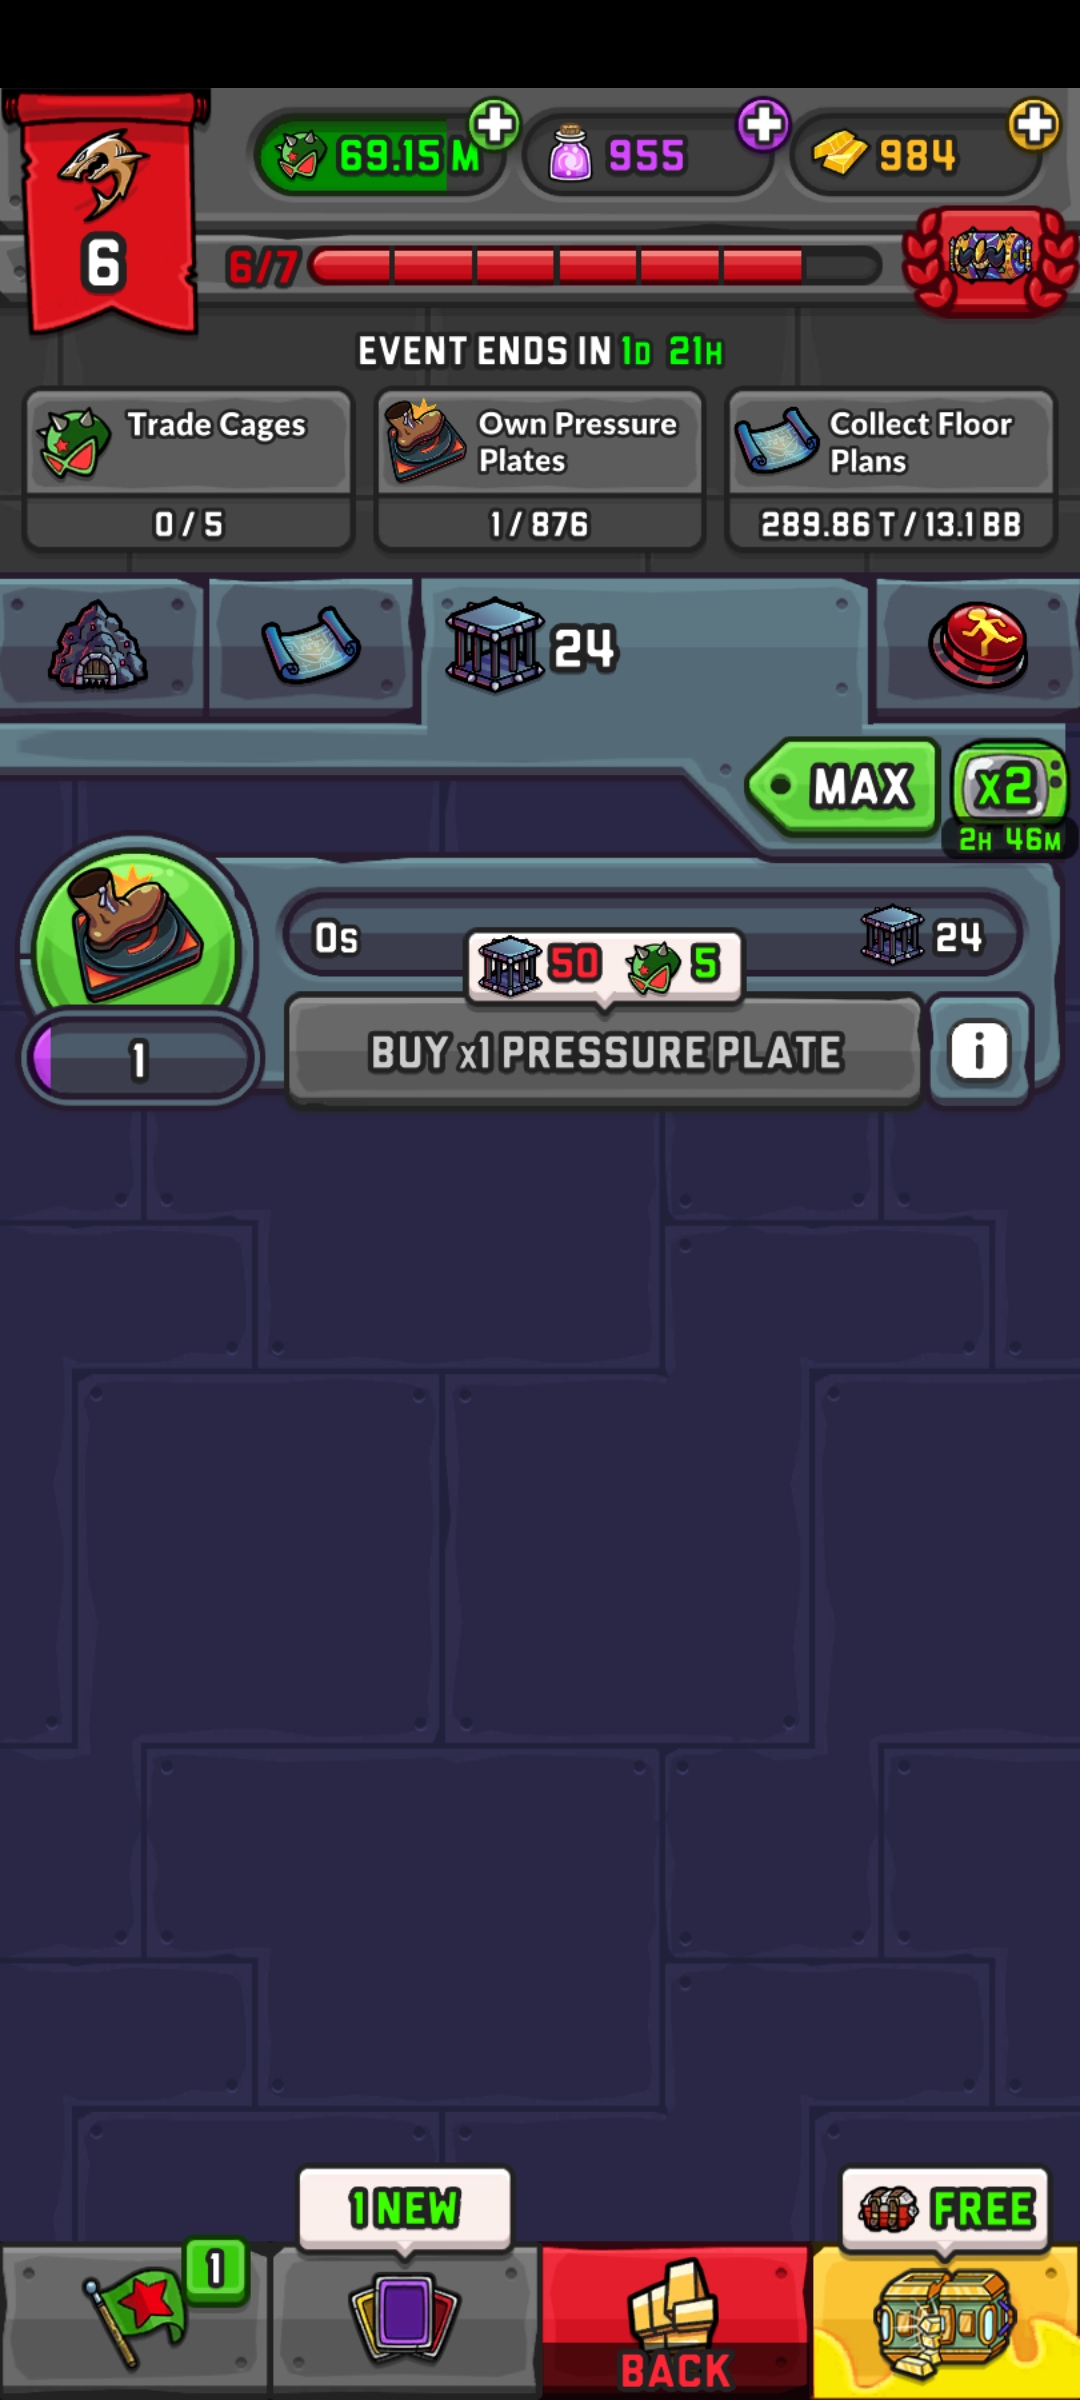 69.15 M
955
984
6
6/7
EVENT ENDS IN 1D 21H
Trade Cages
0 / 5
Own Pressure
Plates
1 / 876
Collect Floor
Plans
289.86 T / 13.1 BB
24
MAX
x2
2H 46M
0s
24
50
5
1
BUY x1 PRESSURE PLATE
i
1 NEW
FREE
1
BACK